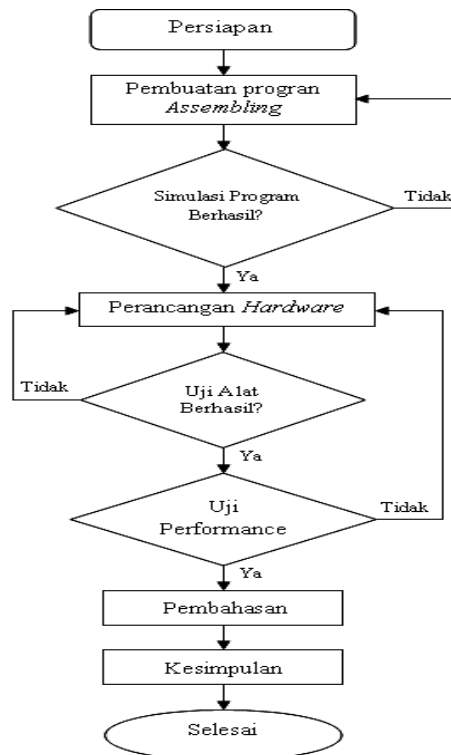 Persiapan
Pembuatan progran
Assembling
Simulasi Program
Berhasil?
Tidak
Ya
Perancangan Hardware
Tidak
Uji Alat
Berhasil?
Ya
Uji
Performance
Tidak
Ya
Pembahasan
Kesimpulan
Selesai